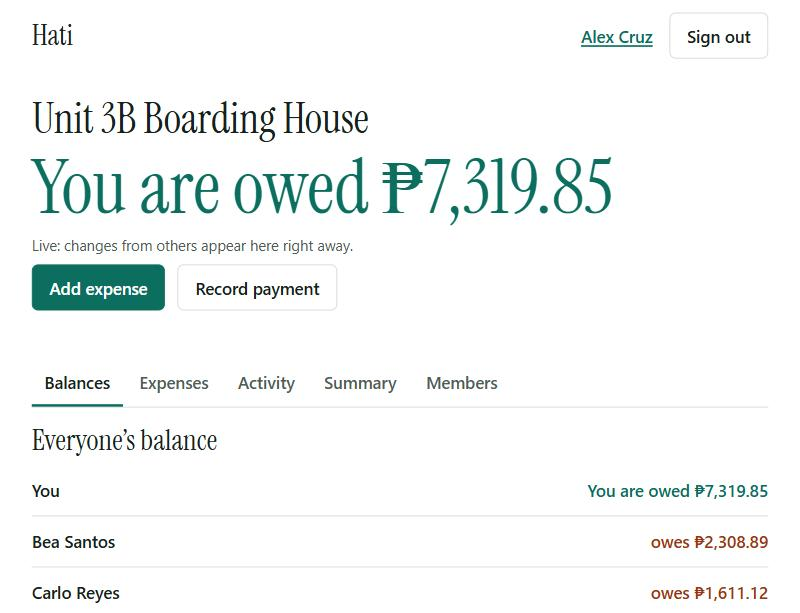 Hati
Alex Cruz
Sign out
Unit 3B Boarding House
You are owed ₱7,319.85
Live: changes from others appear here right away.
Add expense
Record payment
Balances
Expenses
Activity
Summary
Members
Everyone’s balance
You
You are owed ₱7,319.85
Bea Santos
owes ₱2,308.89
Carlo Reyes
owes ₱1,611.12